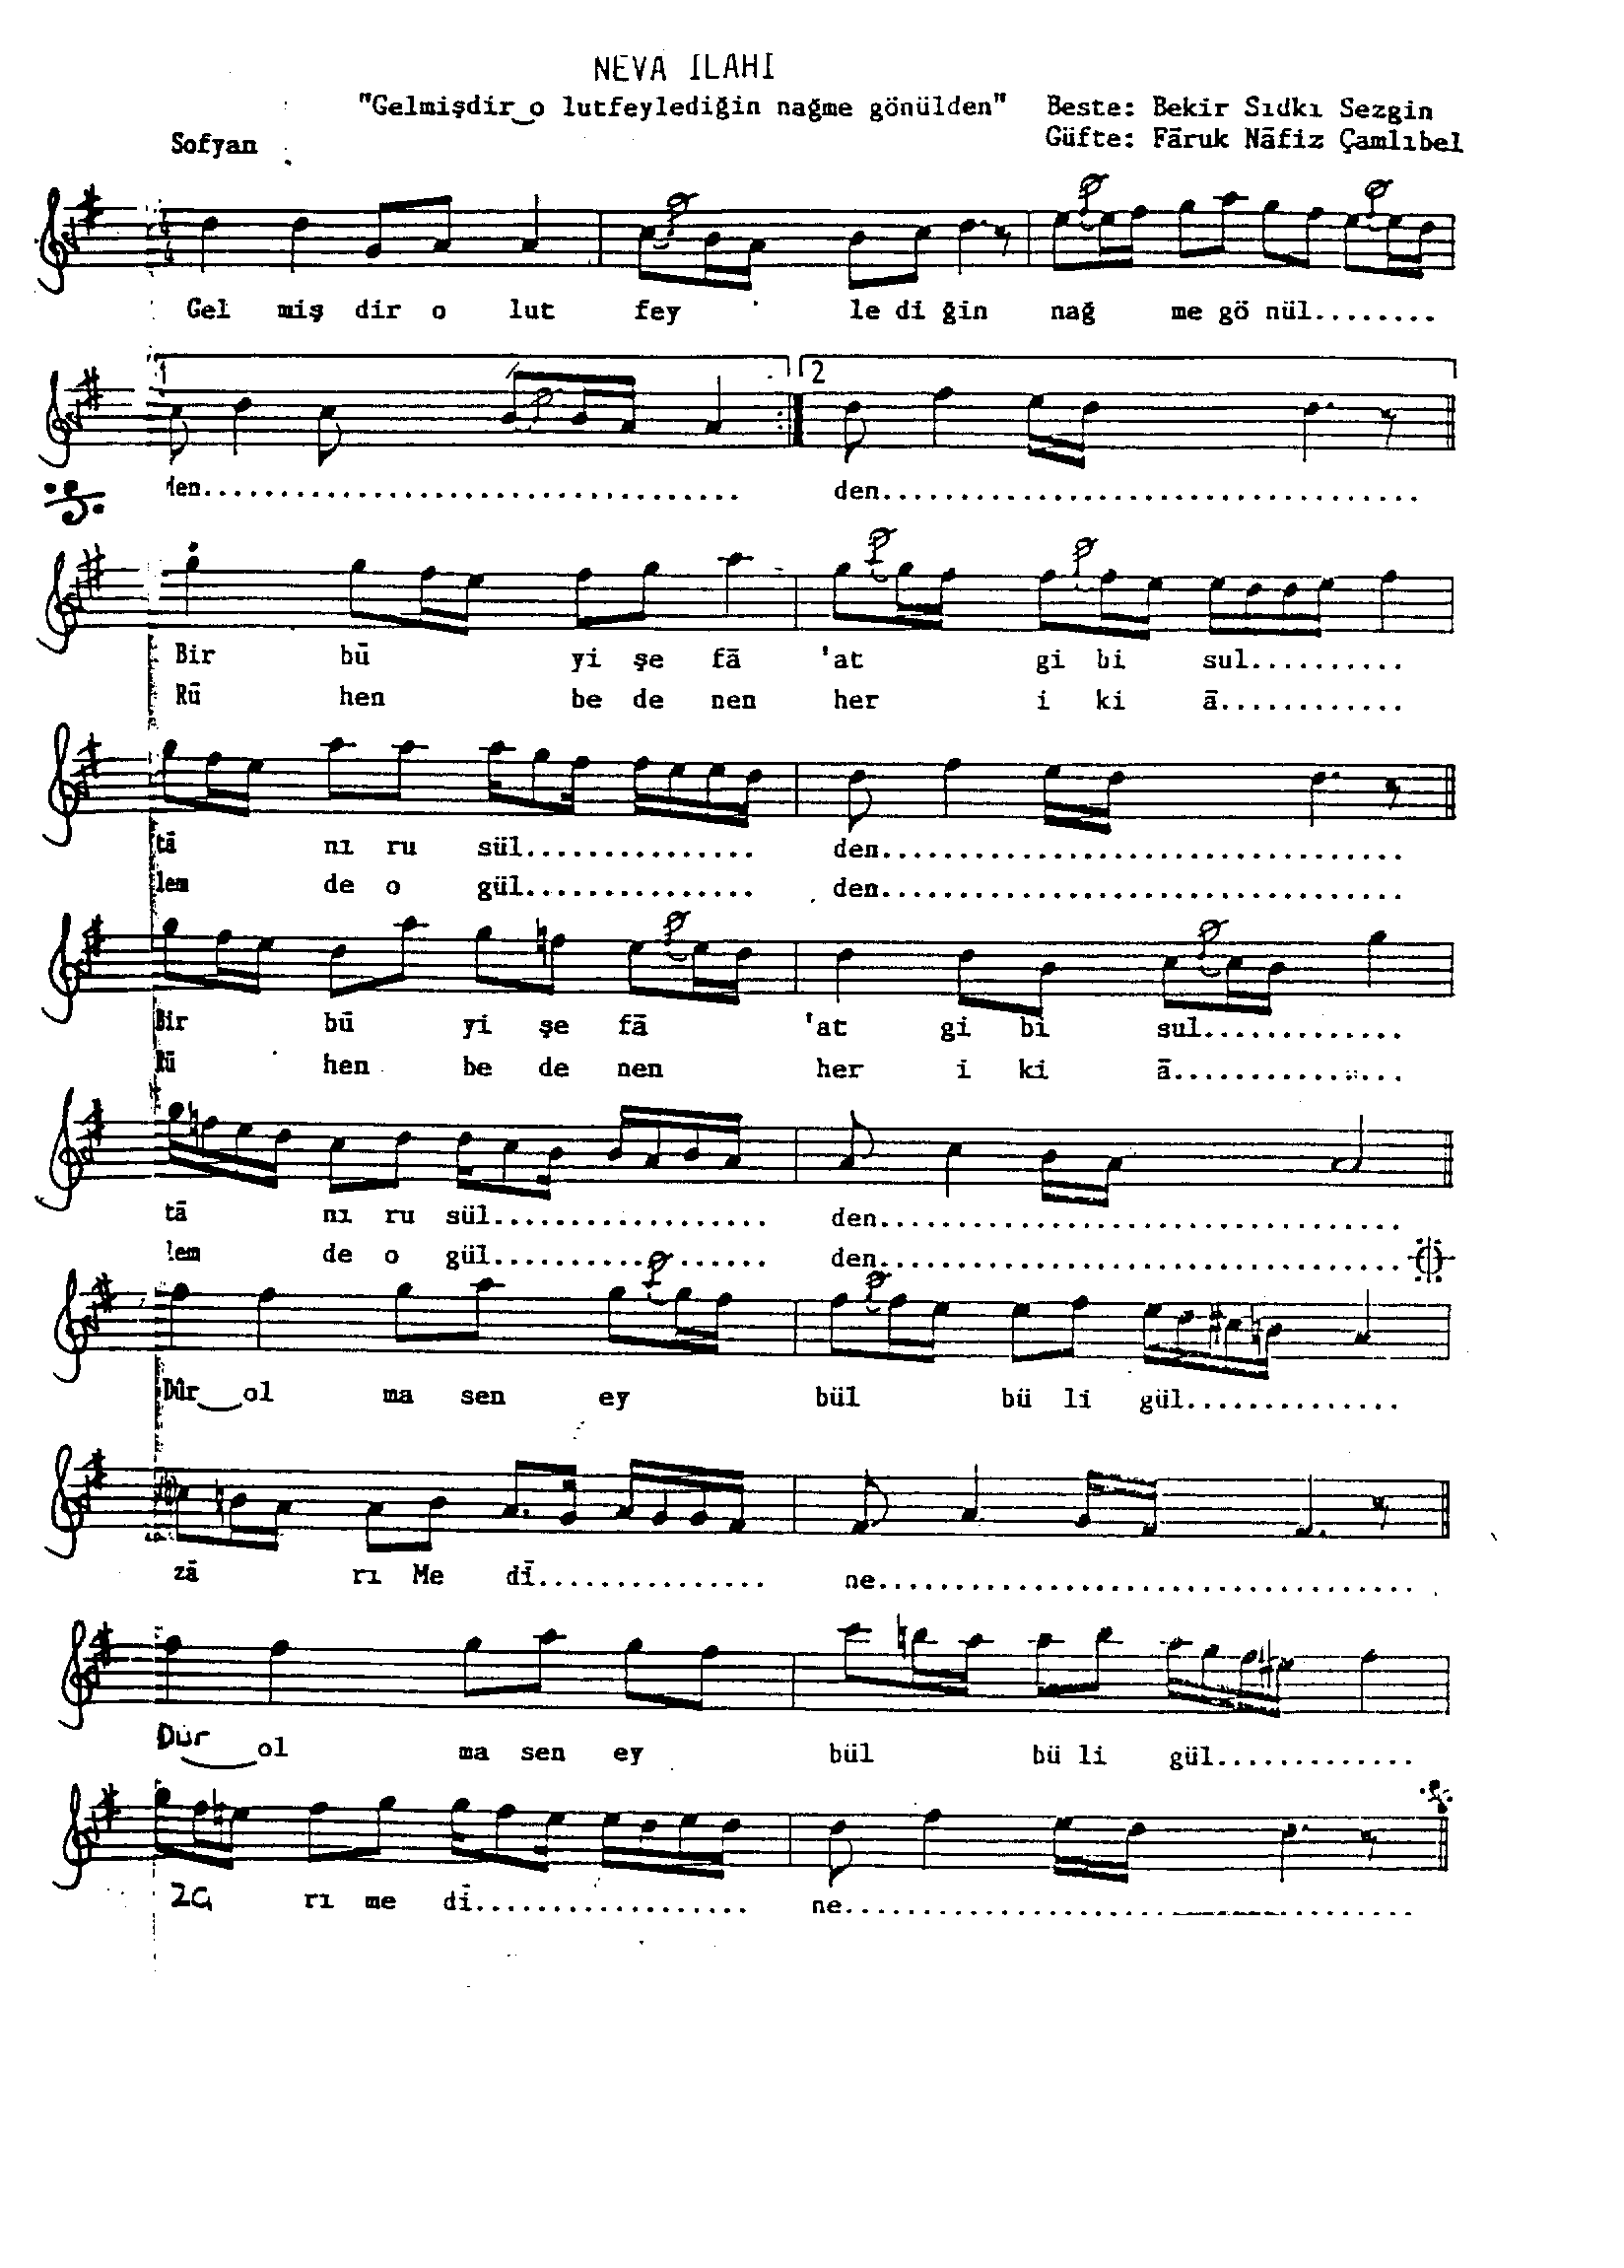 NEVA ILAHI
"Gelmişdir‿o lutfeylediğin nağme gönülden" Beste: Bekir Sıdkı Sezgin
Sofyan Güfte: Fāruk Nāfiz Çamlıbel
Gel miş dir o lut fey le di ğin nağ me gö nül........
1 2
den................................... den...................................
Bir bū yi şe fā 'at gi bi sul..........
Rū hen be de nen her i ki ā............
tā nı ru sül............... den..................................
lem de o gül............... den..................................
Bir bū yi şe fā 'at gi bi sul.............
Rū hen be de nen her i ki ā...............
tā nı ru sül.................. den..................................
lem de o gül.................. den..................................
Dûr‿ol ma sen ey bül bü li gül..............
zā rı Me dī............... ne...................................
Dur‿ol ma sen ey bül bü li gül.............
za rı me dī.................. ne.....................................